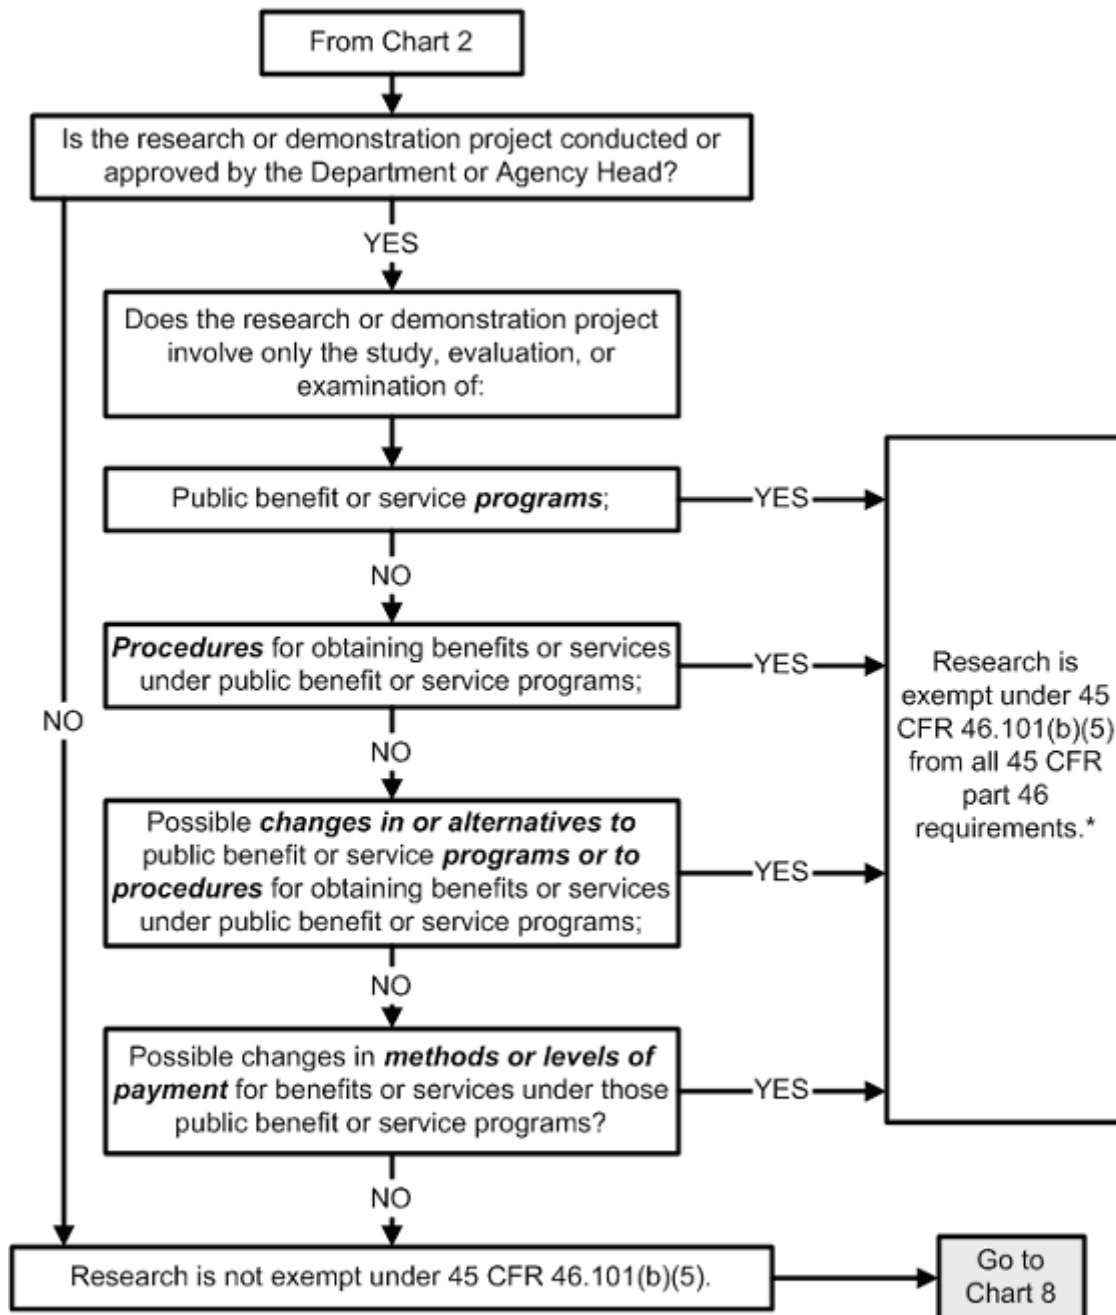 From Chart 2
Is the research or demonstration project conducted or
approved by the Department or Agency Head?
YES
Does the research or demonstration project
involve only the study, evaluation, or
examination of:
Public benefit or service programs;
YES
NO
Procedures for obtaining benefits or services
under public benefit or service programs;
YES
NO
NO
Possible changes in or alternatives to
public benefit or service programs or to
procedures for obtaining benefits or services
under public benefit or service programs;
YES
NO
Possible changes in methods or levels of
payment for benefits or services under those
public benefit or service programs?
YES
NO
Research is
exempt under 45
CFR 46.101(b)(5)
from all 45 CFR
part 46
requirements.*
Research is not exempt under 45 CFR 46.101(b)(5).
Go to
Chart 8